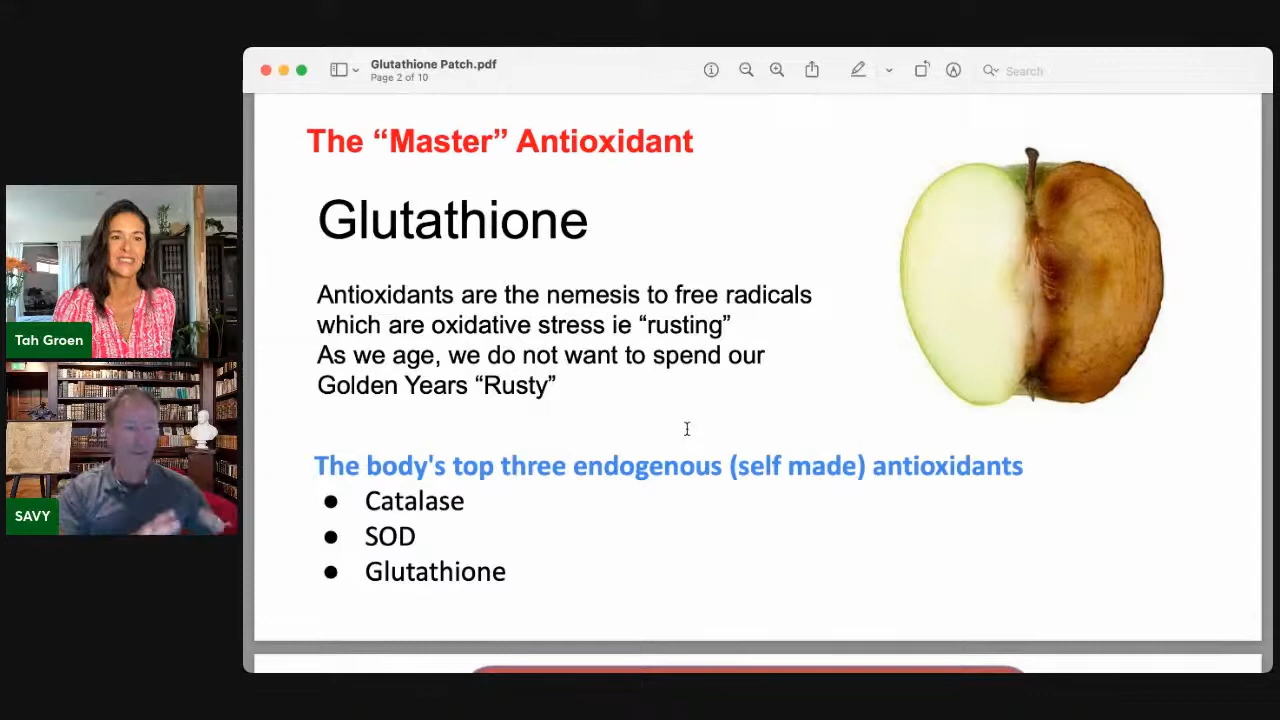 Glutathione Patch.pdf
Page 2 of 10
Search
The “Master” Antioxidant
Glutathione
Antioxidants are the nemesis to free radicals
which are oxidative stress ie “rusting”
As we age, we do not want to spend our
Golden Years “Rusty”
The body's top three endogenous (self made) antioxidants
● Catalase
● SOD
● Glutathione
Tah Groen
SAVY